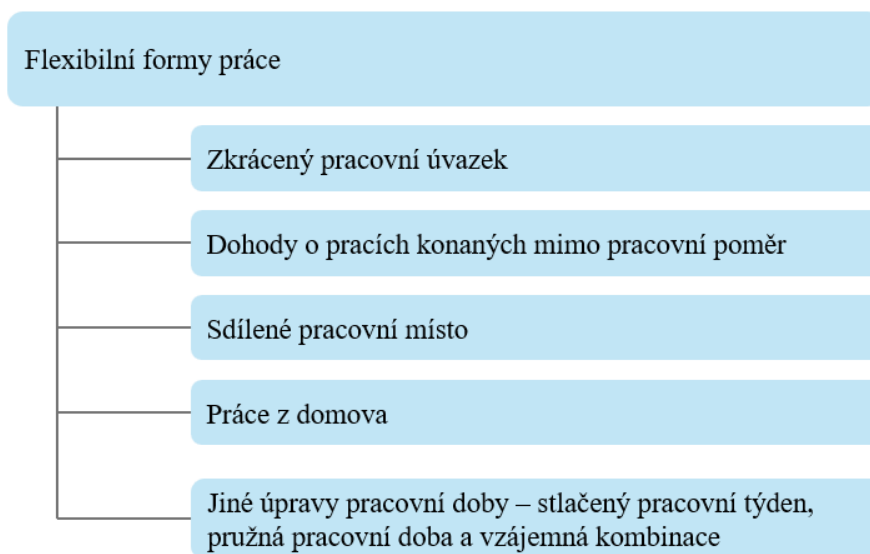 Flexibilní formy práce
Zkrácený pracovní úvazek
Dohody o pracích konaných mimo pracovní poměr
Sdílené pracovní místo
Práce z domova
Jiné úpravy pracovní doby – stlačený pracovní týden,
pružná pracovní doba a vzájemná kombinace